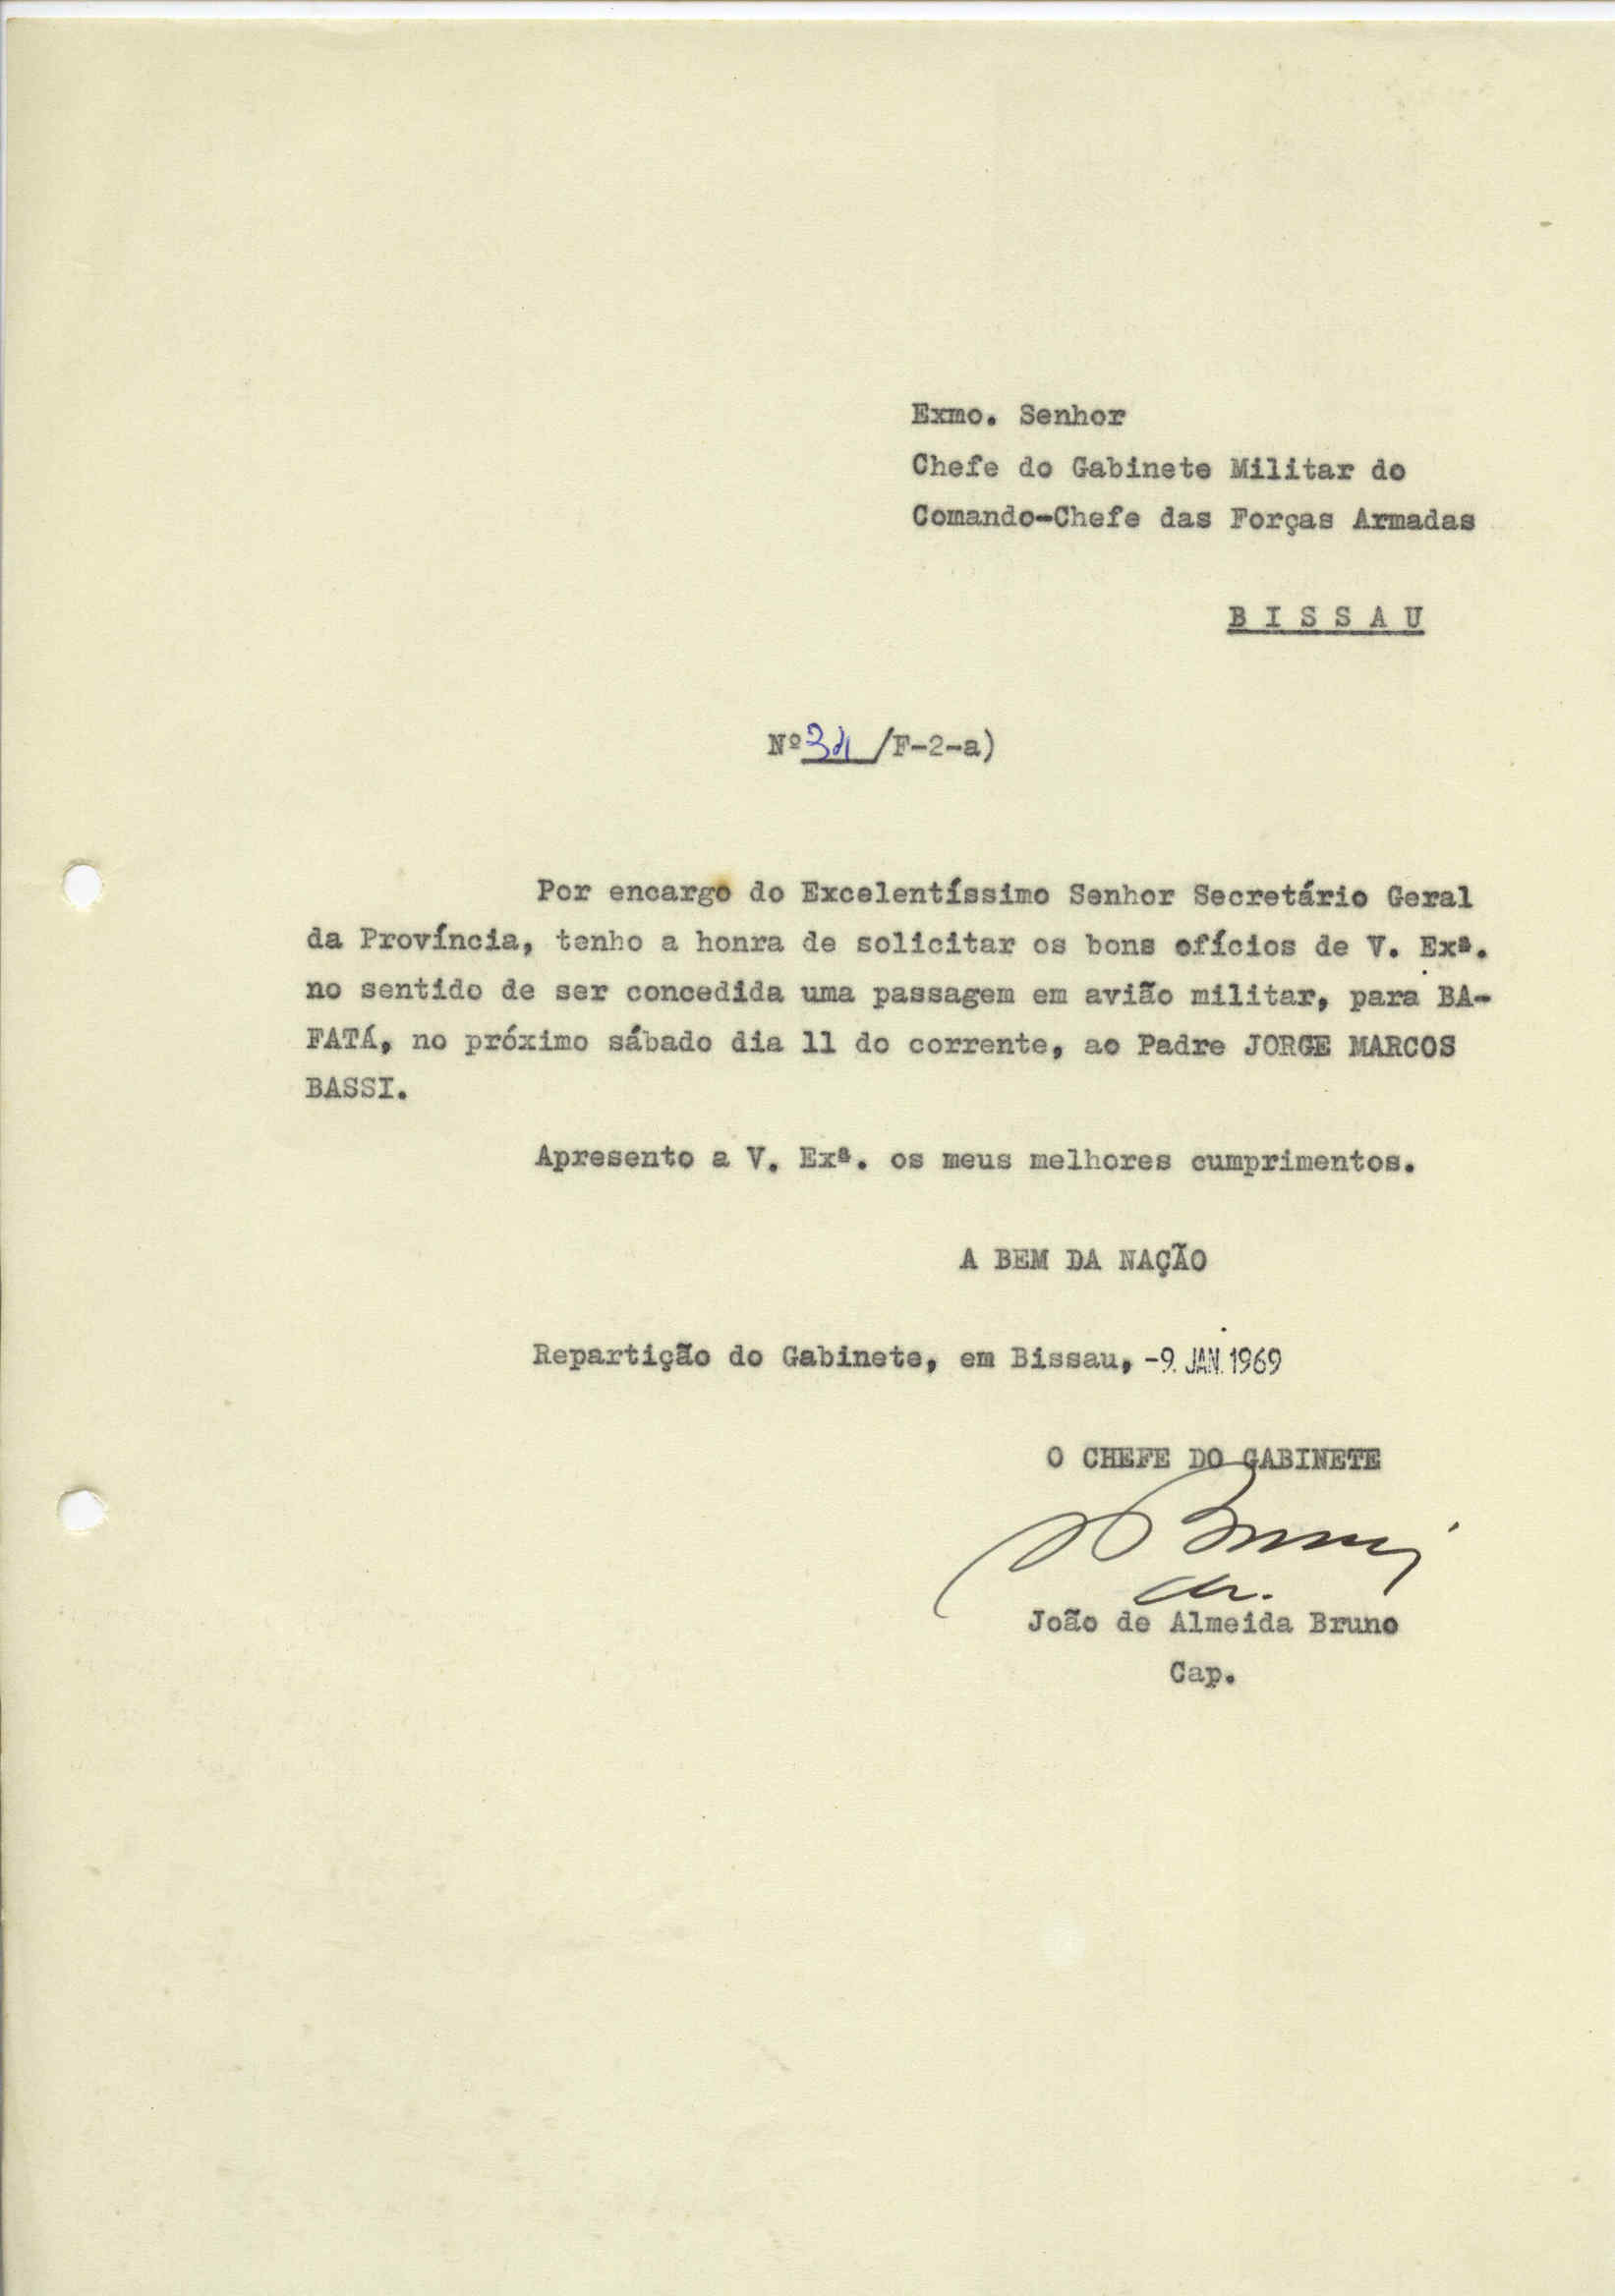 Exmo. Senhor
Chefe do Gabinete Militar do
Comando-Chefe das Forças Armadas
B I S S A U
Nº /F-2-a)
Por encargo do Excelentíssimo Senhor Secretário Geral
da Província, tenho a honra de solicitar os bons ofícios de V. Exª.
no sentido de ser concedida uma passagem em avião militar, para BA-
FATÁ, no próximo sábado dia 11 do corrente, ao Padre JORGE MARCOS
BASSI.
Apresento a V. Exª. os meus melhores cumprimentos.
A BEM DA NAÇÃO
Repartição do Gabinete, em Bissau, -9. JAN. 1969
O CHEFE DO GABINETE
João de Almeida Bruno
Cap.